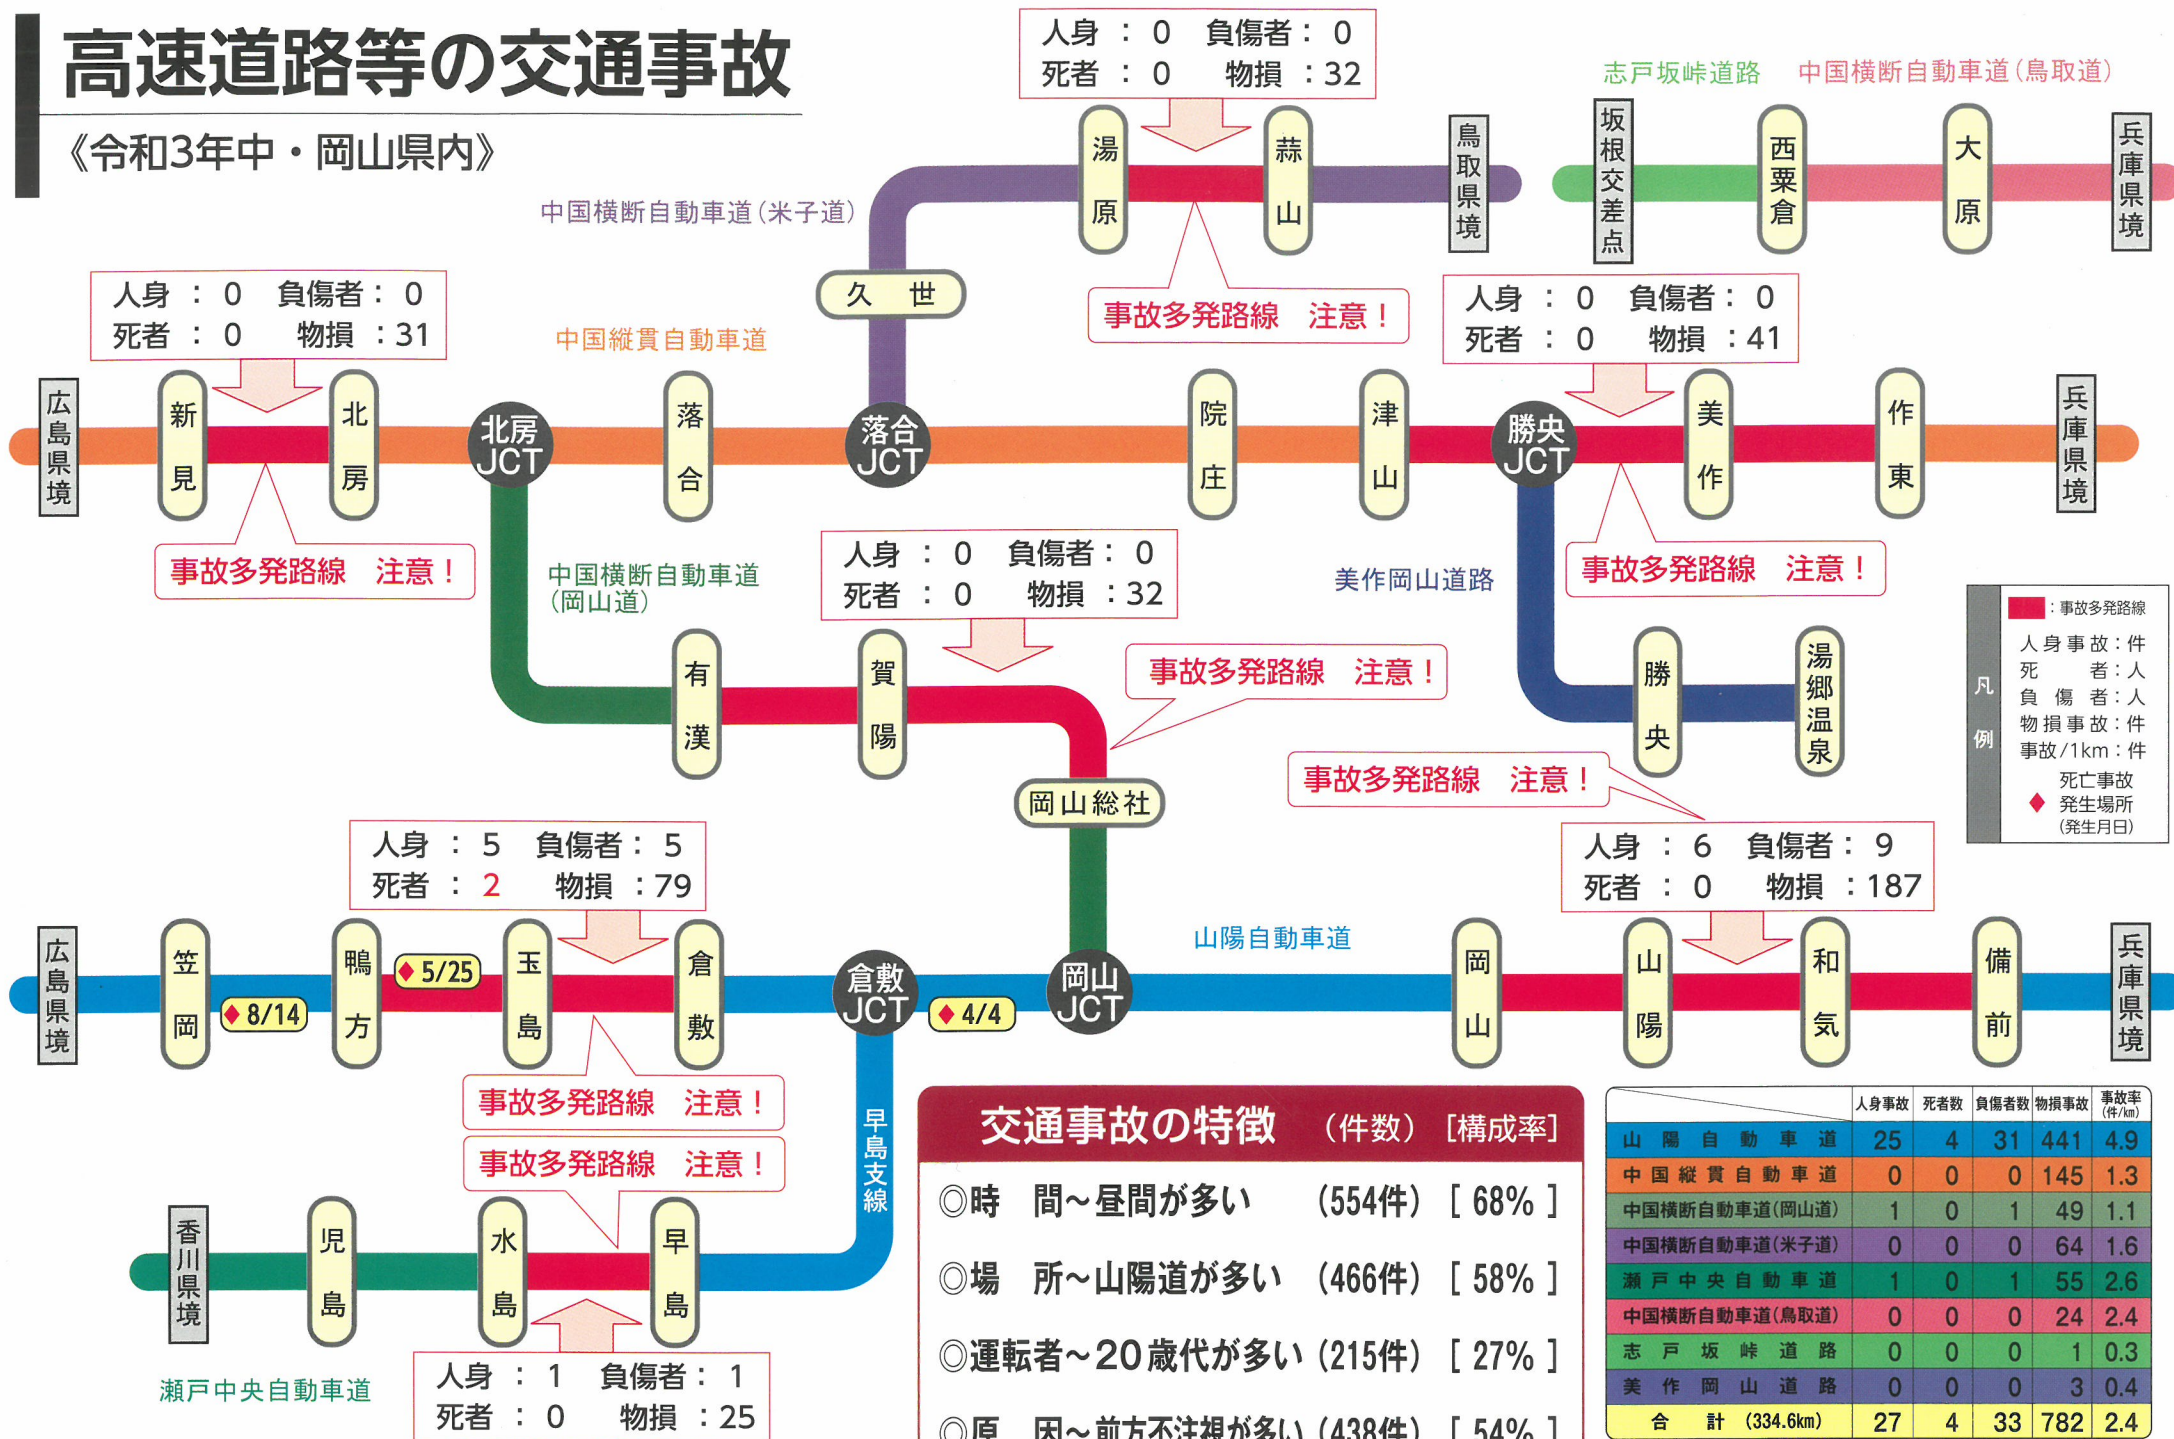 高速道路等の交通事故
《令和3年中・岡山県内》
人身 : 0 負傷者 : 0
死者 : 0 物損 : 32
志戸坂峠道路
中国横断自動車道(鳥取道)
湯原
蒜山
鳥取県境
坂根交差点
西粟倉
大原
兵庫県境
中国横断自動車道(米子道)
久世
事故多発路線 注意!
人身 : 0 負傷者 : 0
死者 : 0 物損 : 31
中国縦貫自動車道
人身 : 0 負傷者 : 0
死者 : 0 物損 : 41
広島県境
新見
北房
北房JCT
落合
落合JCT
院庄
津山
勝央JCT
美作
作東
兵庫県境
事故多発路線 注意!
事故多発路線 注意!
中国横断自動車道
(岡山道)
人身 : 0 負傷者 : 0
死者 : 0 物損 : 32
美作岡山道路
有漢
賀陽
事故多発路線 注意!
勝央
湯郷温泉
岡山総社
凡例
: 事故多発路線
人身事故 : 件
死者 : 人
負傷者 : 人
物損事故 : 件
事故/1km : 件
死亡事故
◆ 発生場所
(発生月日)
事故多発路線 注意!
人身 : 5 負傷者 : 5
死者 : 2 物損 : 79
人身 : 6 負傷者 : 9
死者 : 0 物損 : 187
山陽自動車道
広島県境
笠岡
◆8/14
鴨方
◆5/25
玉島
倉敷
倉敷JCT
◆4/4
岡山JCT
岡山
山陽
和気
備前
兵庫県境
事故多発路線 注意!
事故多発路線 注意!
早島支線
香川県境
児島
水島
早島
瀬戸中央自動車道
人身 : 1 負傷者 : 1
死者 : 0 物損 : 25
交通事故の特徴 (件数) [構成率]
◎時 間~昼間が多い (554件) [ 68% ]
◎場 所~山陽道が多い (466件) [ 58% ]
◎運転者~20歳代が多い (215件) [ 27% ]
◎原 因~前方不注視が多い (438件) [ 54% ]
人身事故 死者数 負傷者数 物損事故 事故率(件/km)
山陽自動車道 25 4 31 441 4.9
中国縦貫自動車道 0 0 0 145 1.3
中国横断自動車道(岡山道) 1 0 1 49 1.1
中国横断自動車道(米子道) 0 0 0 64 1.6
瀬戸中央自動車道 1 0 1 55 2.6
中国横断自動車道(鳥取道) 0 0 0 24 2.4
志戸坂峠道路 0 0 0 1 0.3
美作岡山道路 0 0 0 3 0.4
合計 (334.6km) 27 4 33 782 2.4